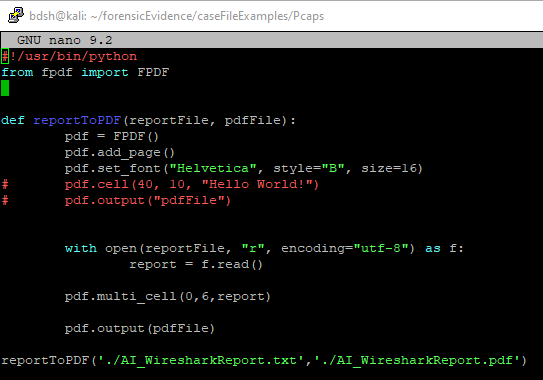 bdsh@kali: ~/forensicEvidence/caseFileExamples/Pcaps
GNU nano 9.2
#!/usr/bin/python
from fpdf import FPDF
def reportToPDF(reportFile, pdfFile):
        pdf = FPDF()
        pdf.add_page()
        pdf.set_font("Helvetica", style="B", size=16)
#       pdf.cell(40, 10, "Hello World!")
#       pdf.output("pdfFile")
        with open(reportFile, "r", encoding="utf-8") as f:
                report = f.read()
        pdf.multi_cell(0,6,report)
        pdf.output(pdfFile)
reportToPDF('./AI_WiresharkReport.txt','./AI_WiresharkReport.pdf')